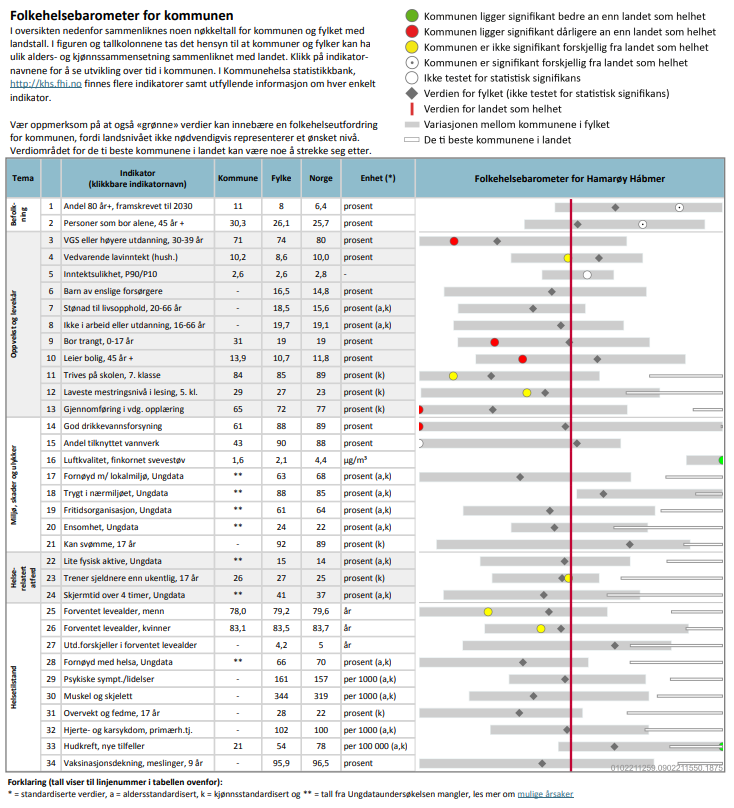 Folkehelsebarometer for kommunen
I oversikten nedenfor sammenliknes noen nøkkeltall for kommunen og fylket med
landstall. I figuren og tallkolonnene tas det hensyn til at kommuner og fylker kan ha
ulik alders- og kjønnssammensetning sammenliknet med landet. Klikk på indikator-
navnene for å se utvikling over tid i kommunen. I Kommunehelsa statistikkbank,
http://khs.fhi.no finnes flere indikatorer samt utfyllende informasjon om hver enkelt
indikator.
Vær oppmerksom på at også «grønne» verdier kan innebære en folkehelseutfordring
for kommunen, fordi landsnivået ikke nødvendigvis representerer et ønsket nivå.
Verdiområdet for de ti beste kommunene i landet kan være noe å strekke seg etter.
Kommunen ligger signifikant bedre an enn landet som helhet
Kommunen ligger signifikant dårligere an enn landet som helhet
Kommunen er ikke signifikant forskjellig fra landet som helhet
Kommunen er signifikant forskjellig fra landet som helhet
Ikke testet for statistisk signifikans
Verdien for fylket (ikke testet for statistisk signifikans)
Verdien for landet som helhet
Variasjonen mellom kommunene i fylket
De ti beste kommunene i landet
Tema Indikator (klikkbare indikatornavn) Kommune Fylke Norge Enhet (*) Folkehelsebarometer for Hamarøy Hábmer
Befolk-
ning
1 Andel 80 år+, framskrevet til 2030 11 8 6,4 prosent
2 Personer som bor alene, 45 år + 30,3 26,1 25,7 prosent
Oppvekst og levekår
3 VGS eller høyere utdanning, 30-39 år 71 74 80 prosent
4 Vedvarende lavinntekt (hush.) 10,2 8,6 10,0 prosent
5 Inntektsulikhet, P90/P10 2,6 2,6 2,8 -
6 Barn av enslige forsørgere - 16,5 14,8 prosent
7 Stønad til livsopphold, 20-66 år - 18,5 15,6 prosent (a,k)
8 Ikke i arbeid eller utdanning, 16-66 år - 19,7 19,1 prosent (a,k)
9 Bor trangt, 0-17 år 31 19 19 prosent
10 Leier bolig, 45 år + 13,9 10,7 11,8 prosent
11 Trives på skolen, 7. klasse 84 85 89 prosent (k)
12 Laveste mestringsnivå i lesing, 5. kl. 29 27 23 prosent (k)
13 Gjennomføring i vdg. opplæring 65 72 77 prosent (k)
Miljø, skader og ulykker
14 God drikkevannsforsyning 61 88 89 prosent
15 Andel tilknyttet vannverk 43 90 88 prosent
16 Luftkvalitet, finkornet svevestøv 1,6 2,1 4,4 µg/m³
17 Fornøyd m/ lokalmiljø, Ungdata ** 63 68 prosent (a,k)
18 Trygt i nærmiljøet, Ungdata ** 88 85 prosent (a,k)
19 Fritidsorganisasjon, Ungdata ** 61 64 prosent (a,k)
20 Ensomhet, Ungdata ** 24 22 prosent (a,k)
21 Kan svømme, 17 år - 92 89 prosent (k)
Helse-
relatert
atferd
22 Lite fysisk aktive, Ungdata ** 15 14 prosent (a,k)
23 Trener sjeldnere enn ukentlig, 17 år 26 27 25 prosent (k)
24 Skjermtid over 4 timer, Ungdata ** 41 37 prosent (a,k)
Helsetilstand
25 Forventet levealder, menn 78,0 79,2 79,6 år
26 Forventet levealder, kvinner 83,1 83,5 83,7 år
27 Utd.forskjeller i forventet levealder - 4,2 5 år
28 Fornøyd med helsa, Ungdata ** 66 70 prosent (a,k)
29 Psykiske sympt./lidelser - 161 157 per 1000 (a,k)
30 Muskel og skjelett - 344 319 per 1000 (a,k)
31 Overvekt og fedme, 17 år - 28 22 prosent (k)
32 Hjerte- og karsykdom, primærh.tj. - 102 100 per 1000 (a,k)
33 Hudkreft, nye tilfeller 21 54 78 per 100 000 (a,k)
34 Vaksinasjonsdekning, meslinger, 9 år - 95,9 96,5 prosent
0102211259.0902211550.1875
Forklaring (tall viser til linjenummer i tabellen ovenfor):
* = standardiserte verdier, a = aldersstandardisert, k = kjønnsstandardisert og ** = tall fra Ungdataundersøkelsen mangler, les mer om mulige årsaker